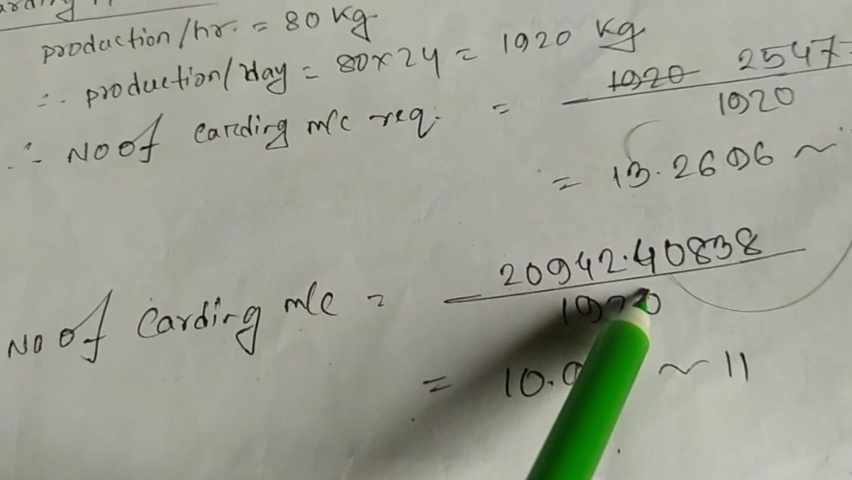 production/hr. = 80 kg
∴ production/day = 80 × 24 = 1920 kg
∴ No of carding m/c req. = 1920 2547
1920
= 13.2606 ~
No of carding m/c = 20942.40838
1920
= 10. ~ 11